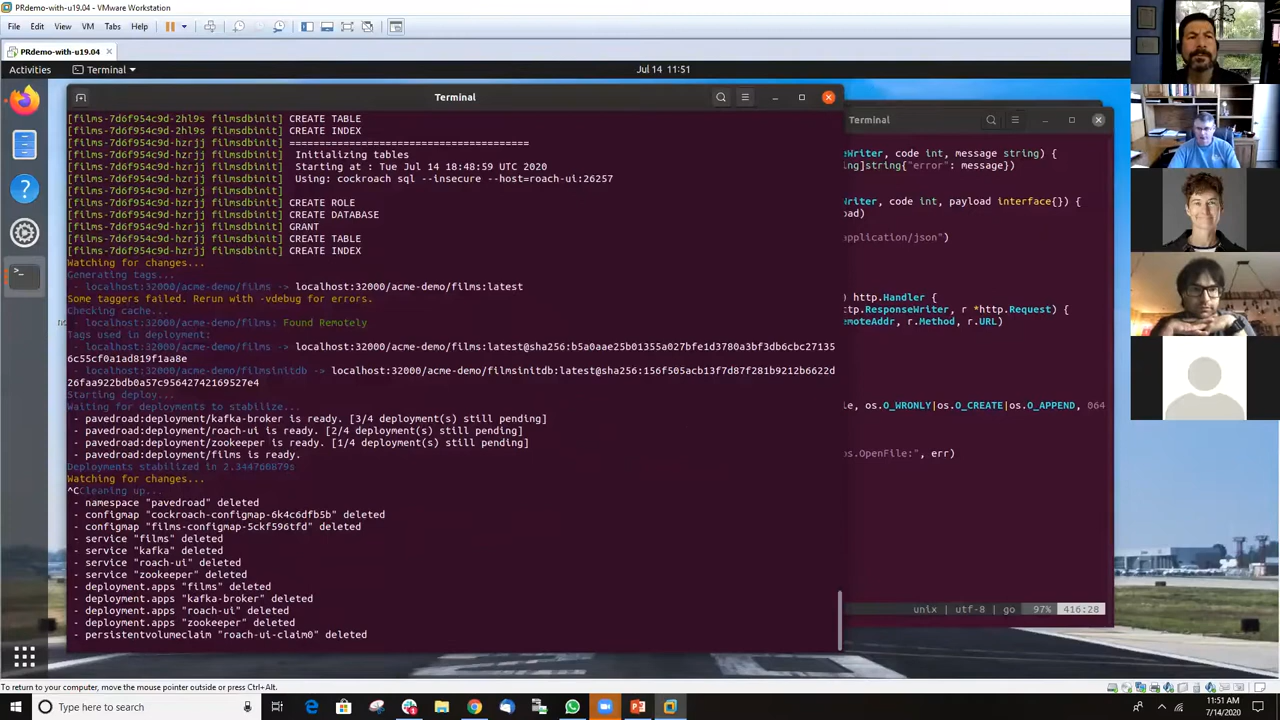 PRdemo-with-u19.04 - VMware Workstation
File Edit View VM Tabs Help
PRdemo-with-u19.04
Activities
Terminal
Jul 14 11:51
Terminal
[films-7d6f954c9d-2hl9s filmsdbinit] CREATE TABLE
[films-7d6f954c9d-2hl9s filmsdbinit] CREATE INDEX
[films-7d6f954c9d-hzrjj filmsdbinit] ========================================
[films-7d6f954c9d-hzrjj filmsdbinit] Initializing tables
[films-7d6f954c9d-hzrjj filmsdbinit] Starting at : Tue Jul 14 18:48:59 UTC 2020
[films-7d6f954c9d-hzrjj filmsdbinit] Using: cockroach sql --insecure --host=roach-ui:26257
[films-7d6f954c9d-hzrjj filmsdbinit]
[films-7d6f954c9d-hzrjj filmsdbinit] CREATE ROLE
[films-7d6f954c9d-hzrjj filmsdbinit] CREATE DATABASE
[films-7d6f954c9d-hzrjj filmsdbinit] GRANT
[films-7d6f954c9d-hzrjj filmsdbinit] CREATE TABLE
[films-7d6f954c9d-hzrjj filmsdbinit] CREATE INDEX
Watching for changes...
Generating tags...
- localhost:32000/acme-demo/films -> localhost:32000/acme-demo/films:latest
Some taggers failed. Rerun with -vdebug for errors.
Checking cache...
- localhost:32000/acme-demo/films: Found Remotely
Tags used in deployment:
- localhost:32000/acme-demo/films -> localhost:32000/acme-demo/films:latest@sha256:b5a0aae25b01355a027bfe1d3780a3bf3db6cbc27135
6c55cf0a1ad819f1aa8e
- localhost:32000/acme-demo/filmsinitdb -> localhost:32000/acme-demo/filmsinitdb:latest@sha256:156f505acb13f7d87f281b9212b6622d
26faa922bdb0a57c95642742169527e4
Starting deploy...
Waiting for deployments to stabilize...
- pavedroad:deployment/kafka-broker is ready. [3/4 deployment(s) still pending]
- pavedroad:deployment/roach-ui is ready. [2/4 deployment(s) still pending]
- pavedroad:deployment/zookeeper is ready. [1/4 deployment(s) still pending]
- pavedroad:deployment/films is ready.
Deployments stabilized in 2.344766879s
Watching for changes...
^CCleaning up...
- namespace "pavedroad" deleted
- configmap "cockroach-configmap-6k4c6dfb5b" deleted
- configmap "films-configmap-5ckf596tfd" deleted
- service "films" deleted
- service "kafka" deleted
- service "roach-ui" deleted
- service "zookeeper" deleted
- deployment.apps "films" deleted
- deployment.apps "kafka-broker" deleted
- deployment.apps "roach-ui" deleted
- deployment.apps "zookeeper" deleted
- persistentvolumeclaim "roach-ui-claim0" deleted
Terminal
eWriter, code int, message string) {
ing]string{"error": message})
eWriter, code int, payload interface{}) {
oad)
application/json")
) http.Handler {
ttp.ResponseWriter, r *http.Request) {
emoteAddr, r.Method, r.URL)
le, os.O_WRONLY|os.O_CREATE|os.O_APPEND, 064
os.OpenFile:", err)
unix | utf-8 | go 97% 416:28
To return to your computer, move the mouse pointer outside or press Ctrl+Alt.
Type here to search
11:51 AM
7/14/2020